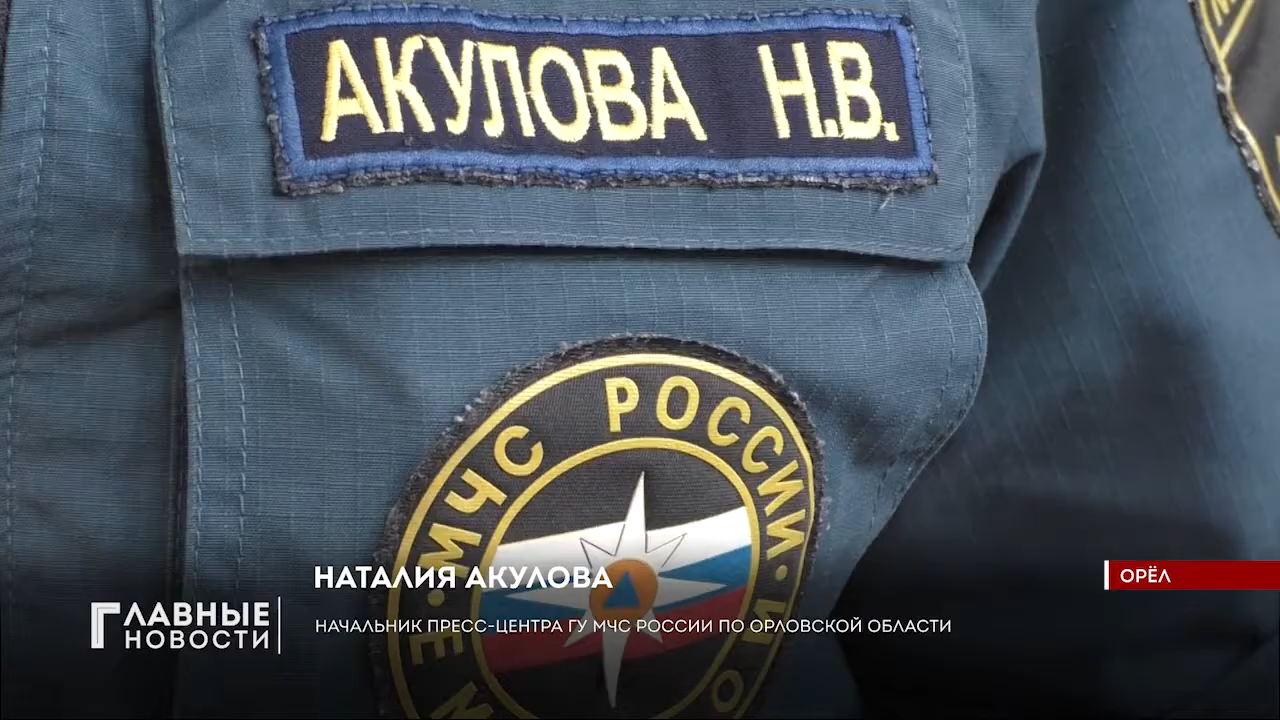 АКУЛОВА Н.В.
МЧС РОССИИ
НАТАЛИЯ АКУЛОВА
ОРЁЛ
ГЛАВНЫЕ
НОВОСТИ
НАЧАЛЬНИК ПРЕСС-ЦЕНТРА ГУ МЧС РОССИИ ПО ОРЛОВСКОЙ ОБЛАСТИ